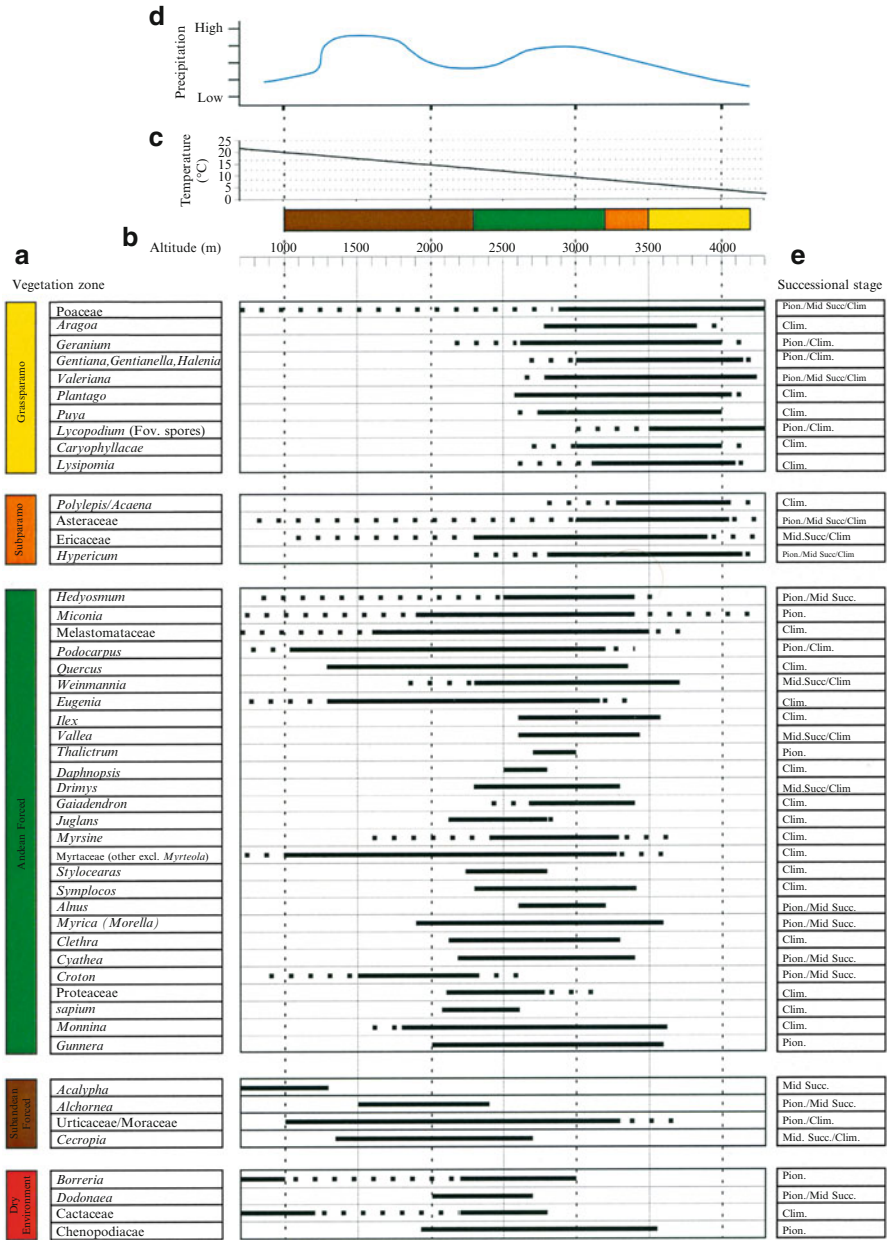 d
High
Precipitation
Low
c
25
20
15
10
5
0
Temperature
(°C)
a
b
Altitude (m)
1000
1500
2000
2500
3000
3500
4000
e
Vegetation zone
Successional stage
Grassparamo
Poaceae Pion./Mid Succ/Clim
Aragoa Clim.
Geranium Pion./Clim.
Gentiana,Gentianella,Halenia Pion./Clim.
Valeriana Pion./Mid Succ/Clim
Plantago Clim.
Puya Clim.
Lycopodium (Fov. spores) Pion./Clim.
Caryophyllacae Clim.
Lysipomia Clim.
Subparamo
Polylepis/Acaena Clim.
Asteraceae Pion./Mid Succ/Clim
Ericaceae Mid.Succ/Clim
Hypericum Pion./Mid Succ/Clim
Andean Forced
Hedyosmum Pion./Mid Succ.
Miconia Pion.
Melastomataceae Clim.
Podocarpus Pion./Clim.
Quercus Clim.
Weinmannia Mid.Succ/Clim
Eugenia Clim.
Ilex Clim.
Vallea Mid.Succ/Clim
Thalictrum Pion.
Daphnopsis Clim.
Drimys Mid.Succ/Clim
Gaiadendron Clim.
Juglans Clim.
Myrsine Clim.
Myrtaceae (other excl. Myrteola) Clim.
Stylocearas Clim.
Symplocos Clim.
Alnus Pion./Mid Succ.
Myrica (Morella) Pion./Mid Succ.
Clethra Clim.
Cyathea Pion./Mid Succ.
Croton Pion./Mid Succ.
Proteaceae Clim.
sapium Clim.
Monnina Clim.
Gunnera Pion.
Subandean
Forced
Acalypha Mid Succ.
Alchornea Pion./Mid Succ.
Urticaceae/Moraceae Pion./Clim.
Cecropia Mid. Succ./Clim.
Dry
Environment
Borreria Pion.
Dodonaea Pion./Mid Succ.
Cactaceae Clim.
Chenopodiacae Pion.